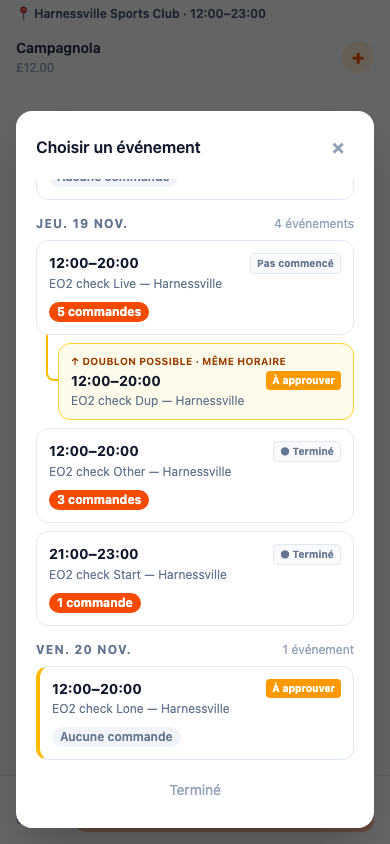 📍 Harnessville Sports Club · 12:00–23:00
Campagnola
£12.00
+
Choisir un événement
×
Aucune commande
JEU. 19 NOV.
4 événements
12:00–20:00
Pas commencé
EO2 check Live — Harnessville
5 commandes
↑ DOUBLON POSSIBLE · MÊME HORAIRE
12:00–20:00
À approuver
EO2 check Dup — Harnessville
12:00–20:00
● Terminé
EO2 check Other — Harnessville
3 commandes
21:00–23:00
● Terminé
EO2 check Start — Harnessville
1 commande
VEN. 20 NOV.
1 événement
12:00–20:00
À approuver
EO2 check Lone — Harnessville
Aucune commande
Terminé